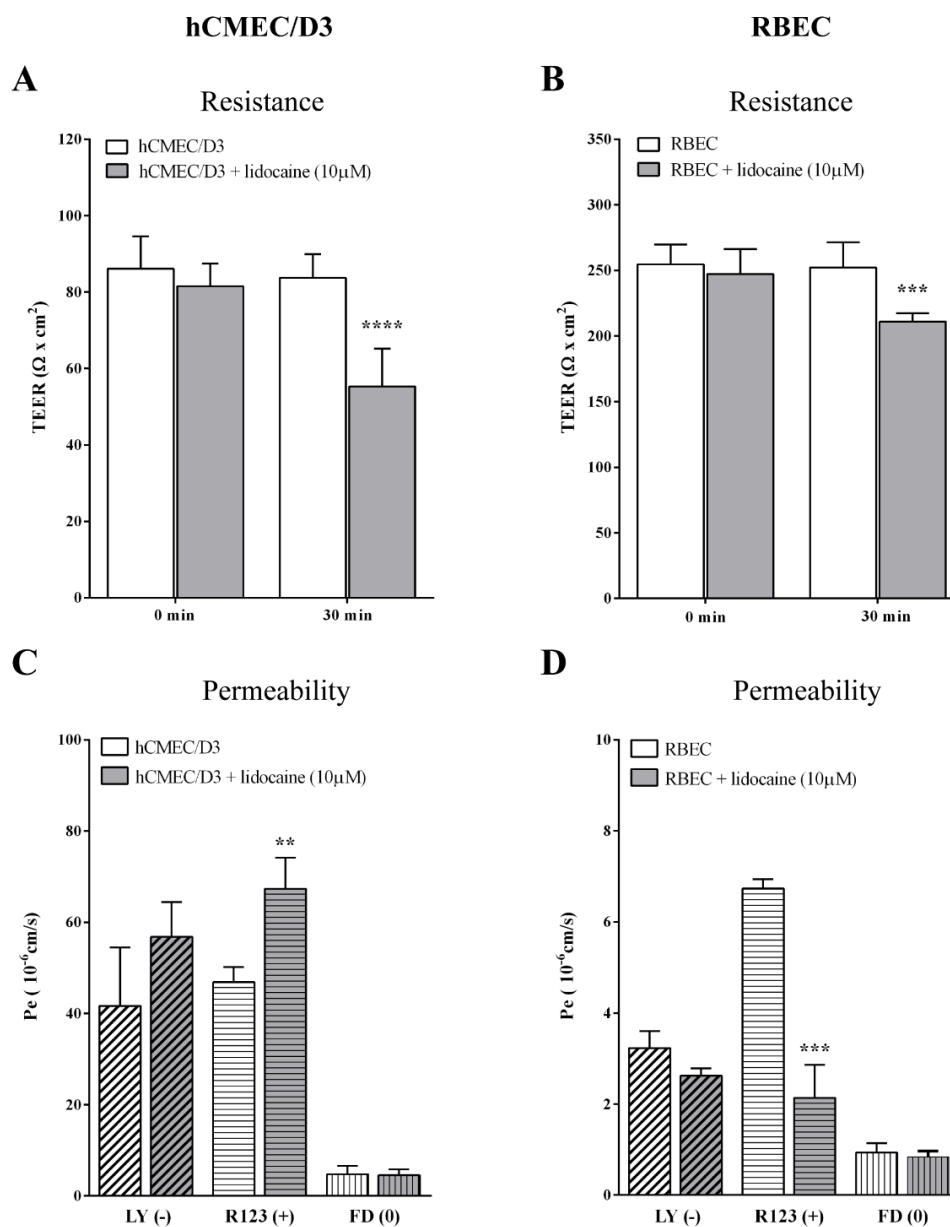 hCMEC/D3
RBEC
A
Resistance
120
100
80
60
40
20
0
TEER (Ω x cm²)
hCMEC/D3
hCMEC/D3 + lidocaine (10μM)
****
0 min
30 min
B
Resistance
350
300
250
200
150
100
50
0
TEER (Ω x cm²)
RBEC
RBEC + lidocaine (10μM)
***
0 min
30 min
C
Permeability
100
80
60
40
20
0
Pe ( 10⁻⁶cm/s)
hCMEC/D3
hCMEC/D3 + lidocaine (10μM)
**
LY (-)
R123 (+)
FD (0)
D
Permeability
10
8
6
4
2
0
Pe ( 10⁻⁶cm/s)
RBEC
RBEC + lidocaine (10μM)
***
LY (-)
R123 (+)
FD (0)